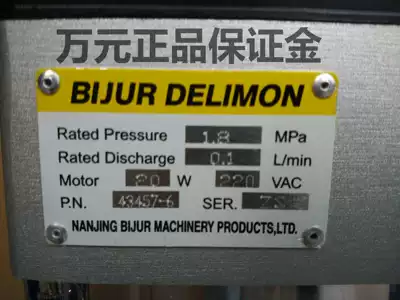 万元正品保证金
BIJUR DELIMON
Rated Pressure 1.8 MPa
Rated Discharge 0.1 L/min
Motor 20 W 220 VAC
P.N. 43457-6 SER.
NANJING BIJUR MACHINERY PRODUCTS,LTD.